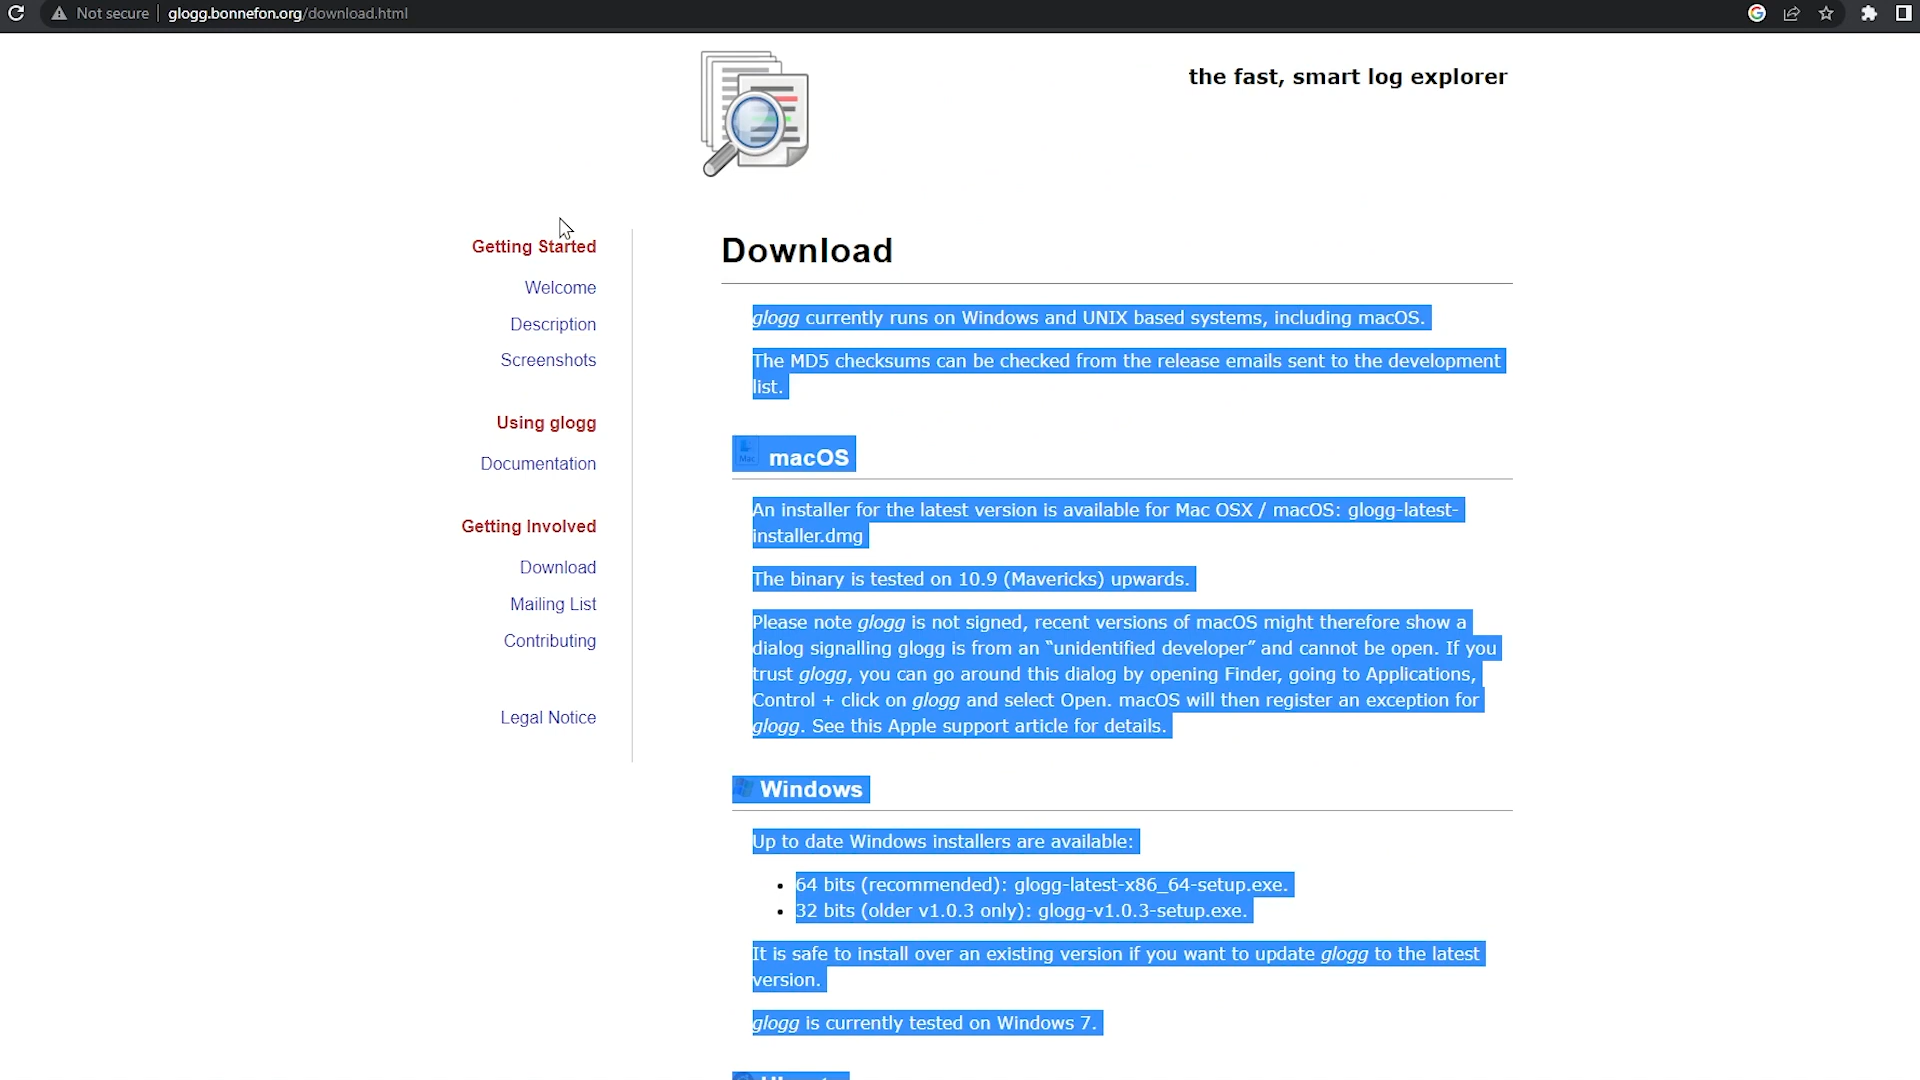 Not secure glogg.bonnefon.org/download.html
the fast, smart log explorer
Getting Started
Welcome
Description
Screenshots
Using glogg
Documentation
Getting Involved
Download
Mailing List
Contributing
Legal Notice
Download
glogg currently runs on Windows and UNIX based systems, including macOS.
The MD5 checksums can be checked from the release emails sent to the development
list.
Mac macOS
An installer for the latest version is available for Mac OSX / macOS: glogg-latest-
installer.dmg
The binary is tested on 10.9 (Mavericks) upwards.
Please note glogg is not signed, recent versions of macOS might therefore show a
dialog signalling glogg is from an “unidentified developer” and cannot be open. If you
trust glogg, you can go around this dialog by opening Finder, going to Applications,
Control + click on glogg and select Open. macOS will then register an exception for
glogg. See this Apple support article for details.
Windows
Up to date Windows installers are available:
• 64 bits (recommended): glogg-latest-x86_64-setup.exe.
• 32 bits (older v1.0.3 only): glogg-v1.0.3-setup.exe.
It is safe to install over an existing version if you want to update glogg to the latest
version.
glogg is currently tested on Windows 7.